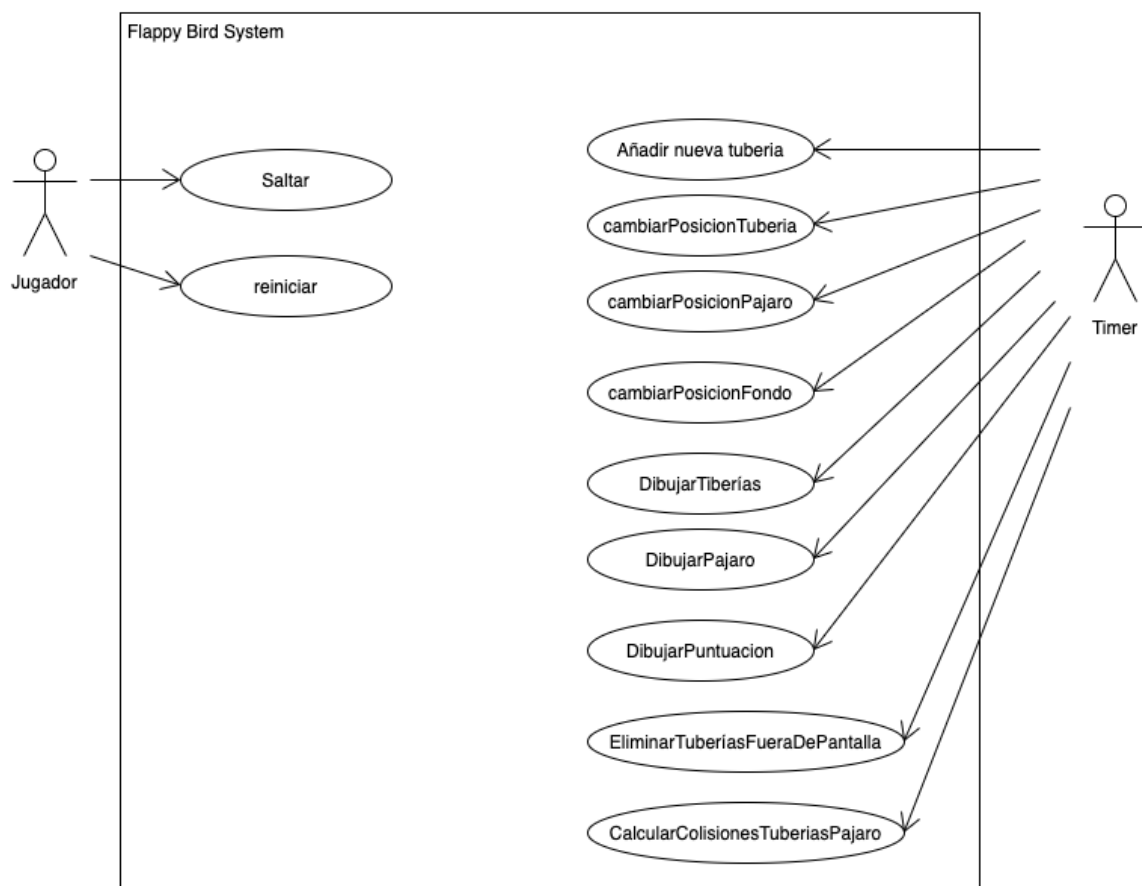 Flappy Bird System
Saltar
reiniciar
Jugador
Añadir nueva tuberia
cambiarPosicionTuberia
cambiarPosicionPajaro
cambiarPosicionFondo
DibujarTiberías
DibujarPajaro
DibujarPuntuacion
EliminarTuberíasFueraDePantalla
CalcularColisionesTuberiasPajaro
Timer